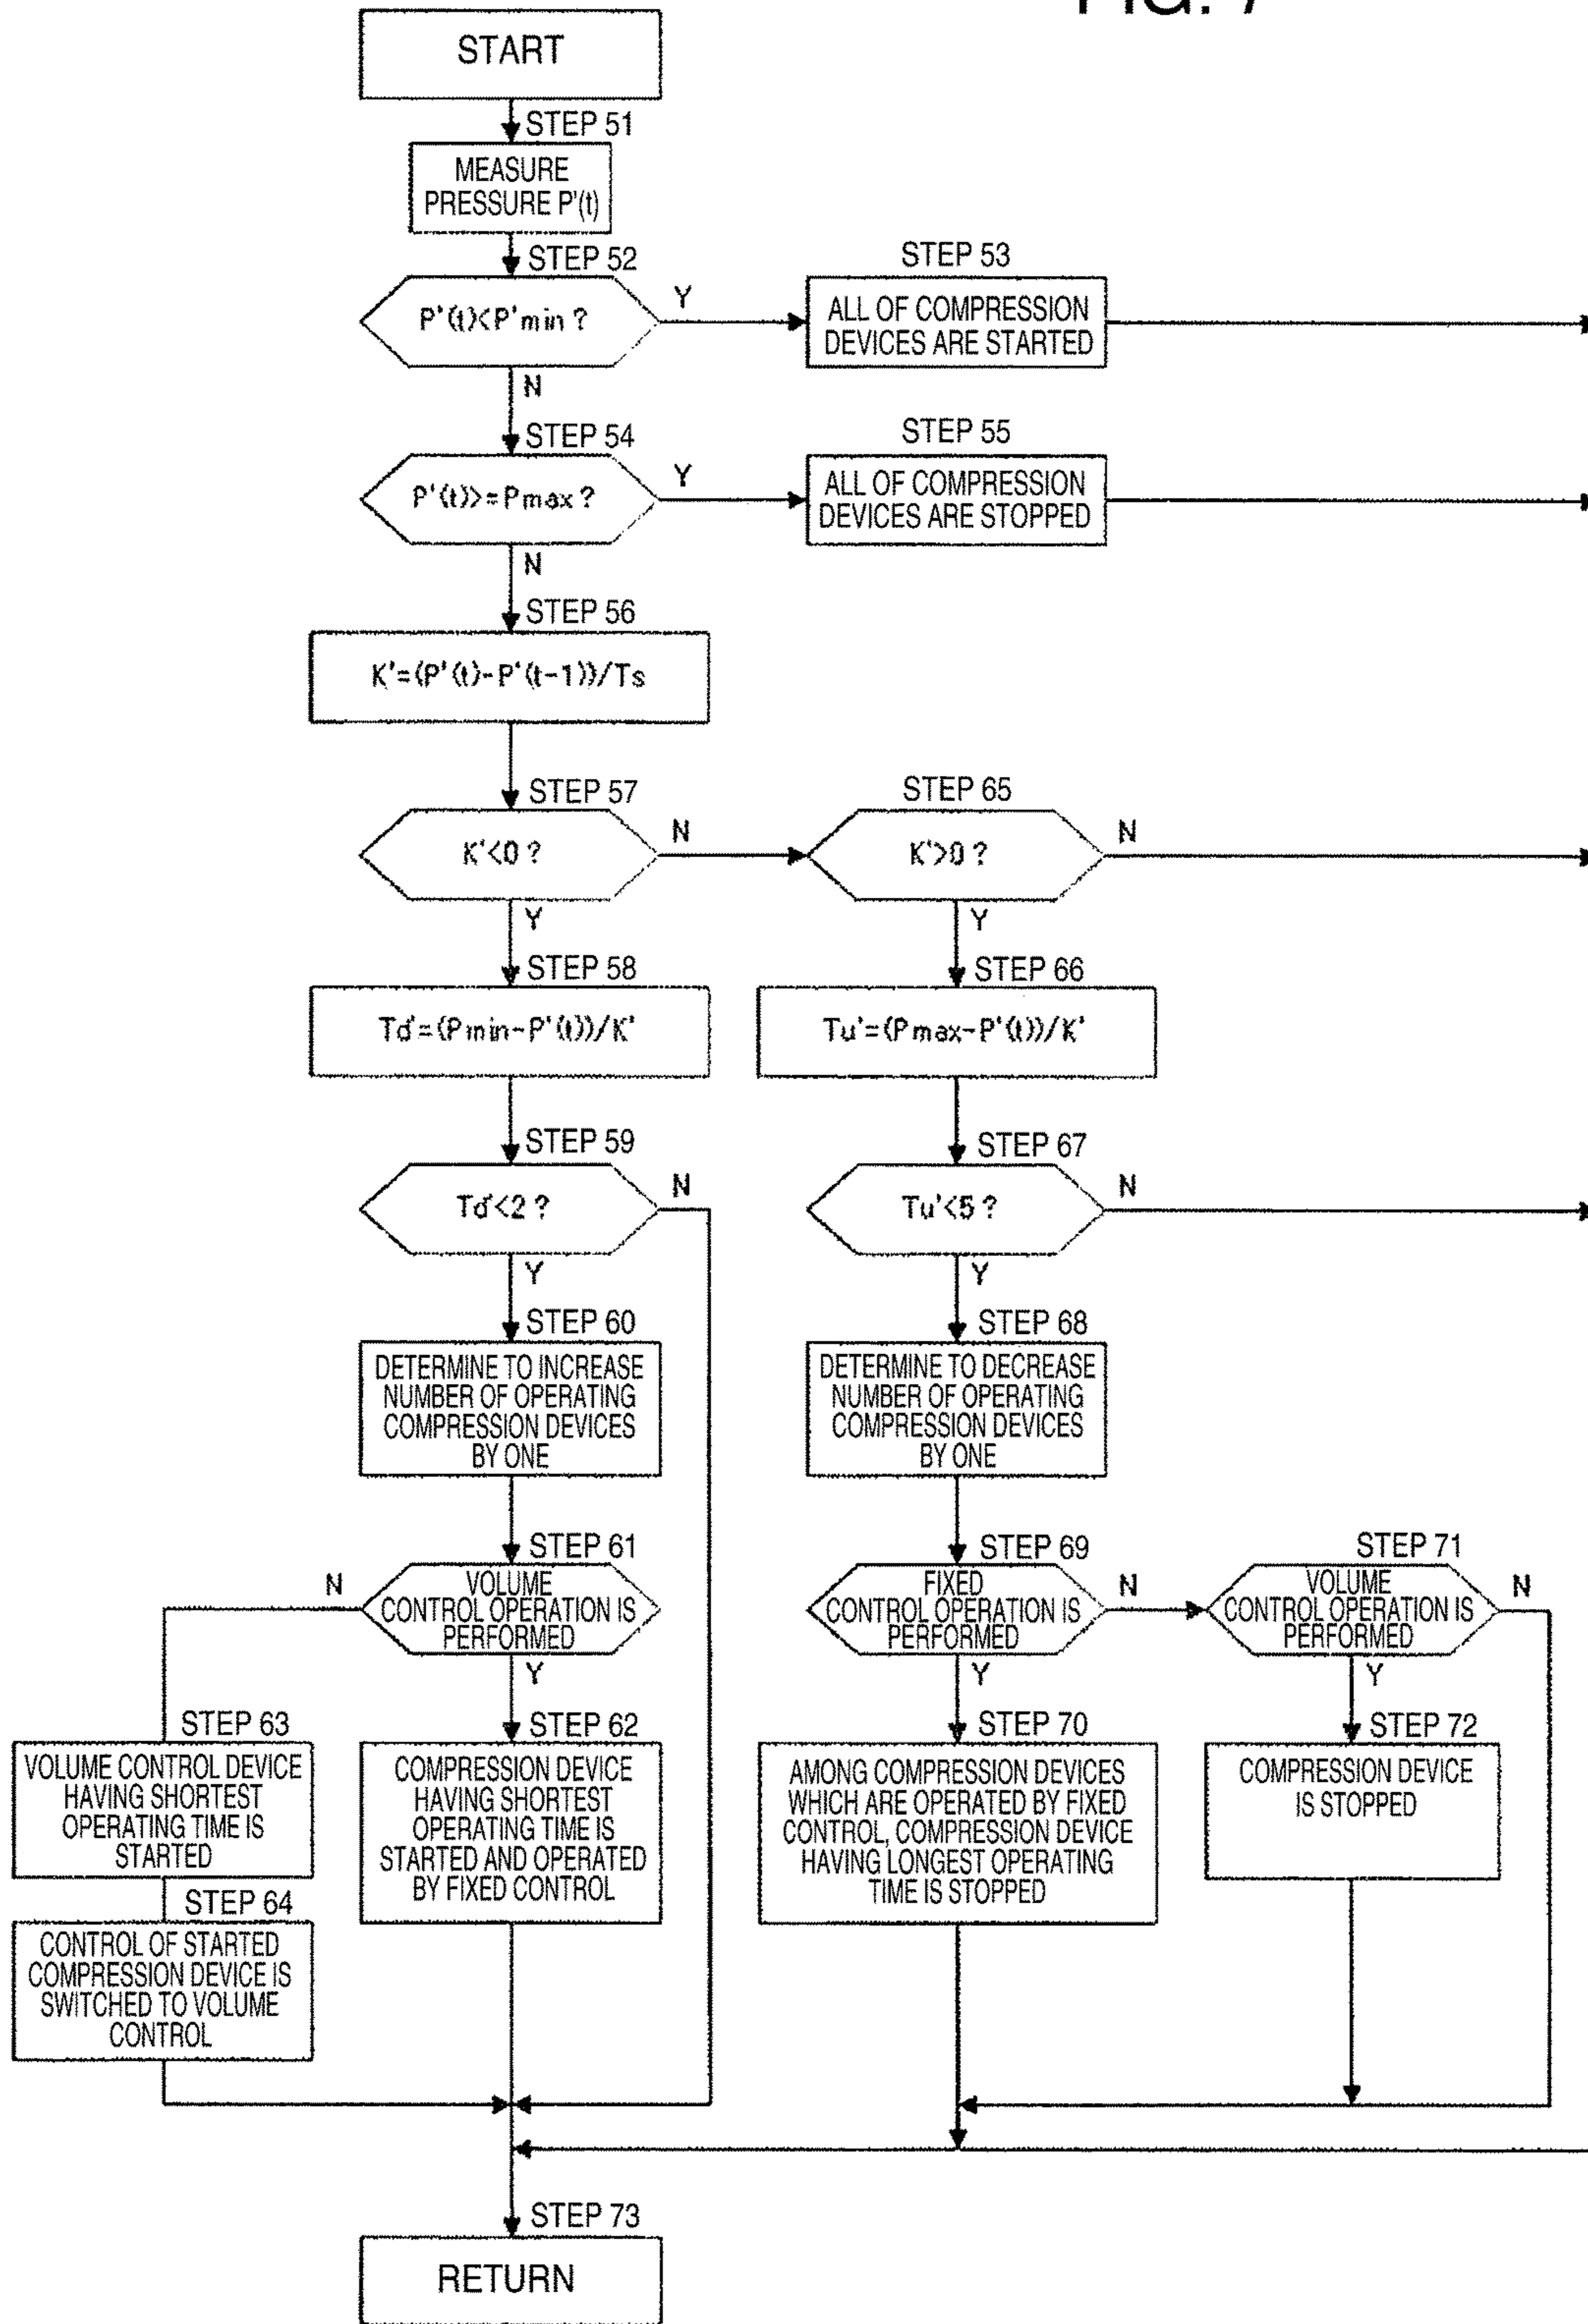 FIG. 7
START
STEP 51
MEASURE
PRESSURE P'(t)
STEP 52
P'(t)<P'min ?
Y
N
STEP 53
ALL OF COMPRESSION
DEVICES ARE STARTED
STEP 54
P'(t)>=Pmax ?
Y
N
STEP 55
ALL OF COMPRESSION
DEVICES ARE STOPPED
STEP 56
K'=(P'(t)-P'(t-1))/Ts
STEP 57
K'<0 ?
N
Y
STEP 65
K'>0 ?
N
Y
STEP 58
Td'=(Pmin-P'(t))/K'
STEP 66
Tu'=(Pmax-P'(t))/K'
STEP 59
Td'<2 ?
N
Y
STEP 67
Tu'<5 ?
N
Y
STEP 60
DETERMINE TO INCREASE
NUMBER OF OPERATING
COMPRESSION DEVICES
BY ONE
STEP 68
DETERMINE TO DECREASE
NUMBER OF OPERATING
COMPRESSION DEVICES
BY ONE
STEP 61
VOLUME
CONTROL OPERATION IS
PERFORMED
N
Y
STEP 69
FIXED
CONTROL OPERATION IS
PERFORMED
N
Y
STEP 71
VOLUME
CONTROL OPERATION IS
PERFORMED
N
Y
STEP 63
VOLUME CONTROL DEVICE
HAVING SHORTEST
OPERATING TIME IS
STARTED
STEP 62
COMPRESSION DEVICE
HAVING SHORTEST
OPERATING TIME IS
STARTED AND OPERATED
BY FIXED CONTROL
STEP 70
AMONG COMPRESSION DEVICES
WHICH ARE OPERATED BY FIXED
CONTROL, COMPRESSION DEVICE
HAVING LONGEST OPERATING
TIME IS STOPPED
STEP 72
COMPRESSION DEVICE
IS STOPPED
STEP 64
CONTROL OF STARTED
COMPRESSION DEVICE IS
SWITCHED TO VOLUME
CONTROL
STEP 73
RETURN